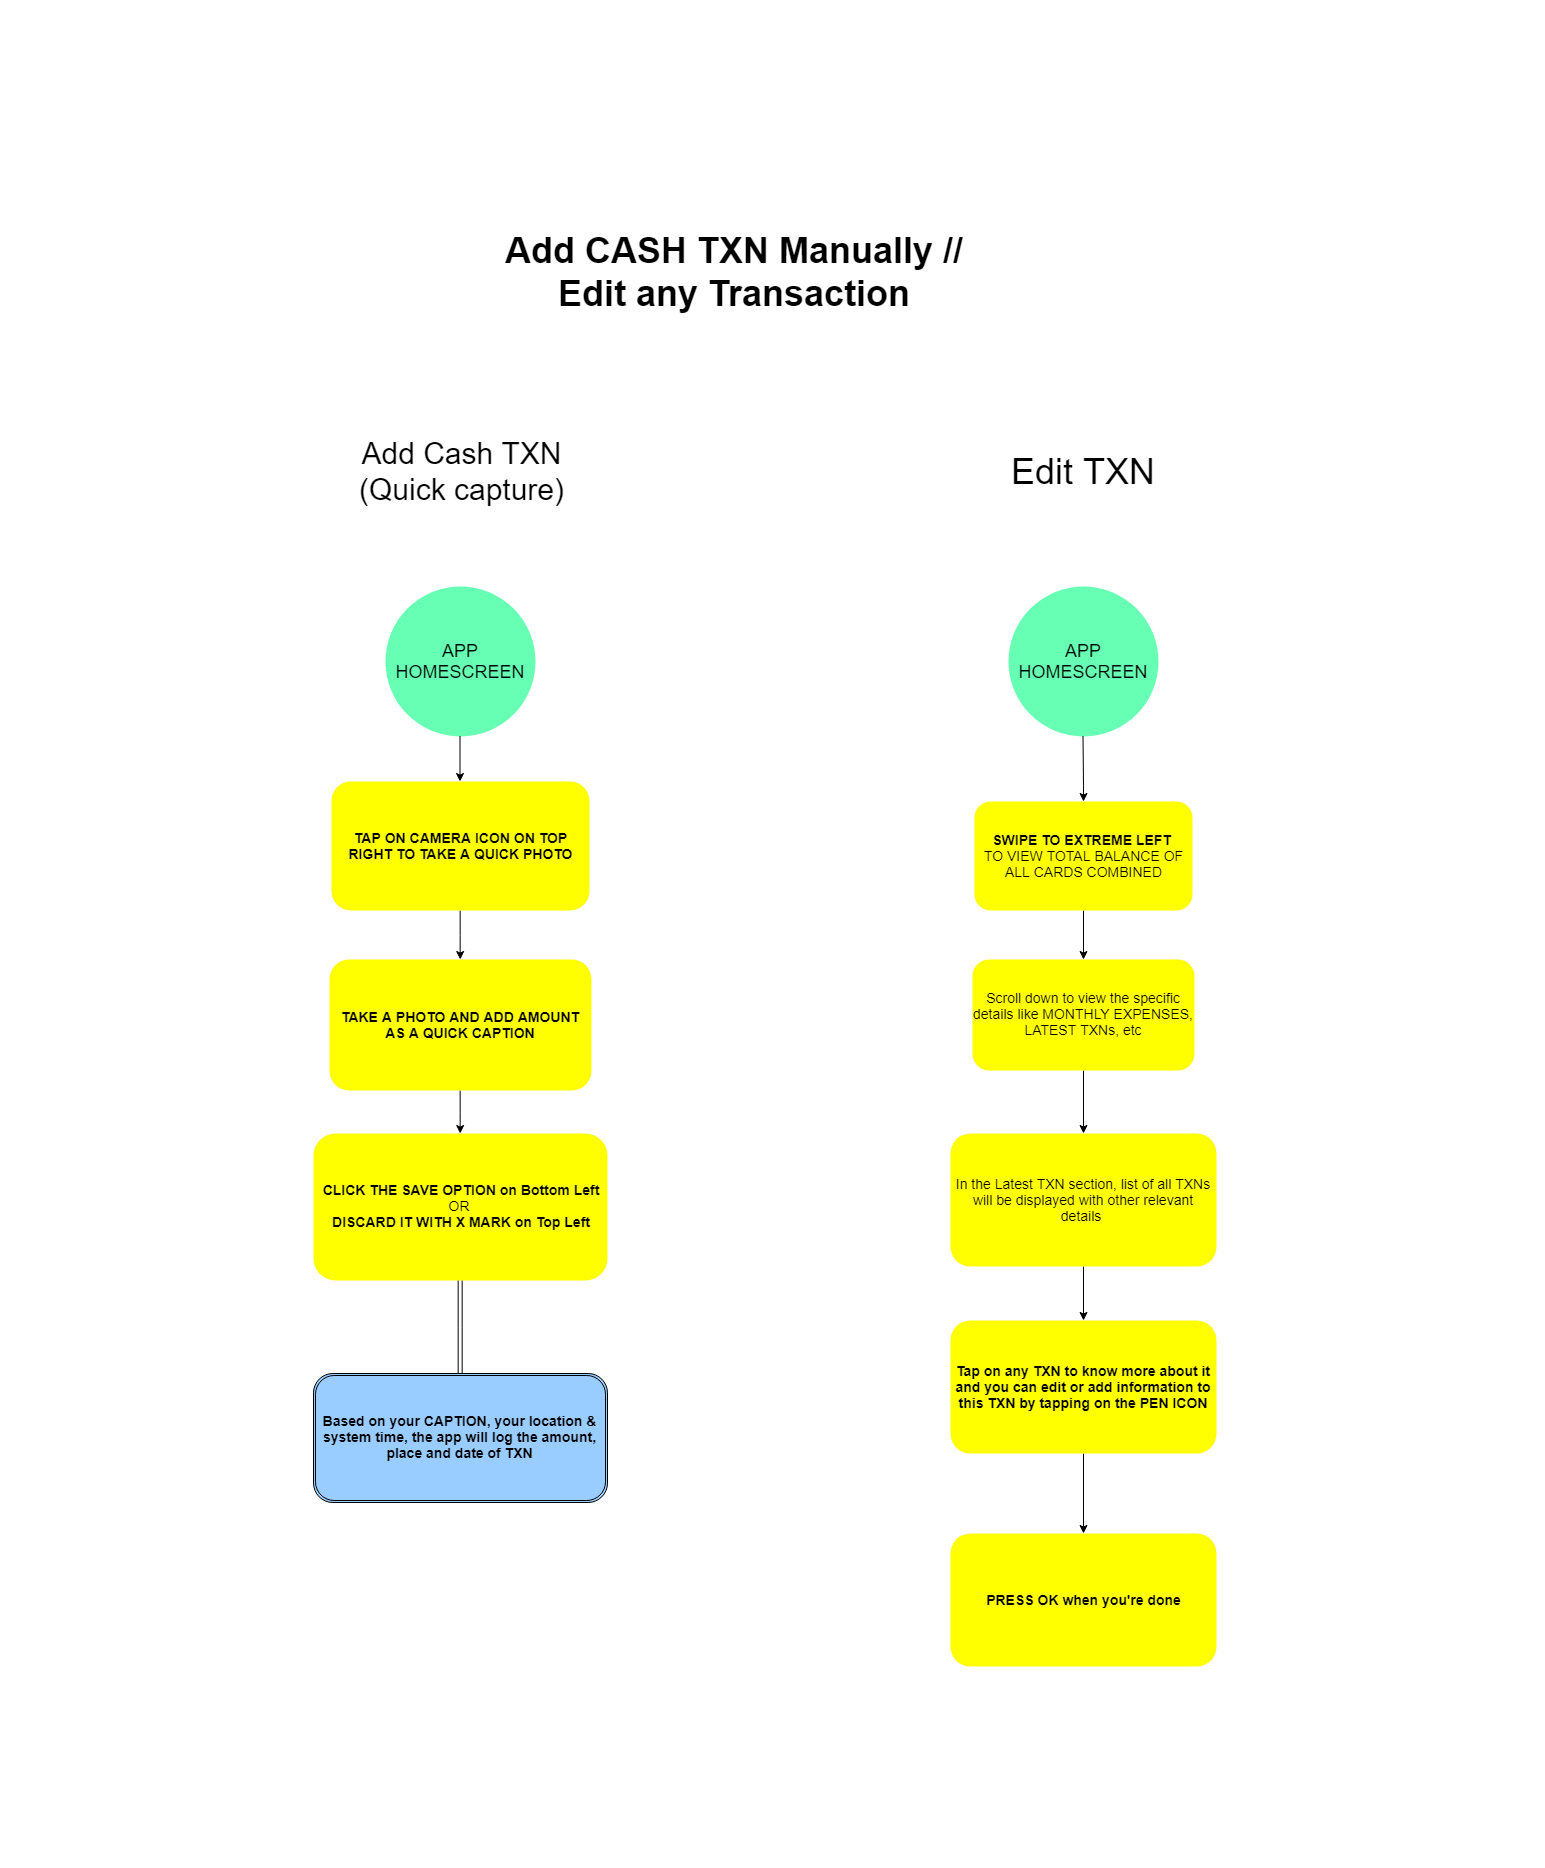 Add CASH TXN Manually //
Edit any Transaction
Add Cash TXN
(Quick capture)
APP
HOMESCREEN
TAP ON CAMERA ICON ON TOP
RIGHT TO TAKE A QUICK PHOTO
TAKE A PHOTO AND ADD AMOUNT
AS A QUICK CAPTION
CLICK THE SAVE OPTION on Bottom Left
OR
DISCARD IT WITH X MARK on Top Left
Based on your CAPTION, your location &
system time, the app will log the amount,
place and date of TXN
Edit TXN
APP
HOMESCREEN
SWIPE TO EXTREME LEFT
TO VIEW TOTAL BALANCE OF
ALL CARDS COMBINED
Scroll down to view the specific
details like MONTHLY EXPENSES,
LATEST TXNs, etc
In the Latest TXN section, list of all TXNs
will be displayed with other relevant
details
Tap on any TXN to know more about it
and you can edit or add information to
this TXN by tapping on the PEN ICON
PRESS OK when you're done